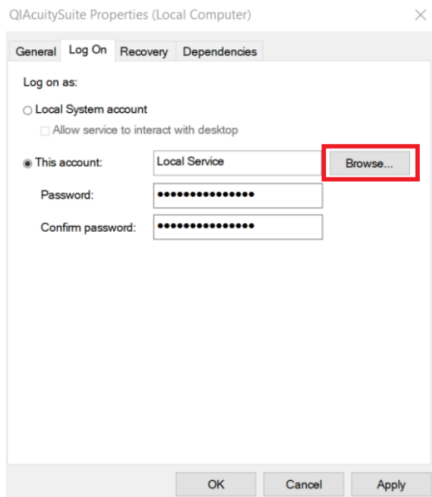 QIAcuitySuite Properties (Local Computer)
General Log On Recovery Dependencies
Log on as:
Local System account
Allow service to interact with desktop
This account: Local Service Browse...
Password: •••••••••••••••
Confirm password: •••••••••••••••
OK Cancel Apply